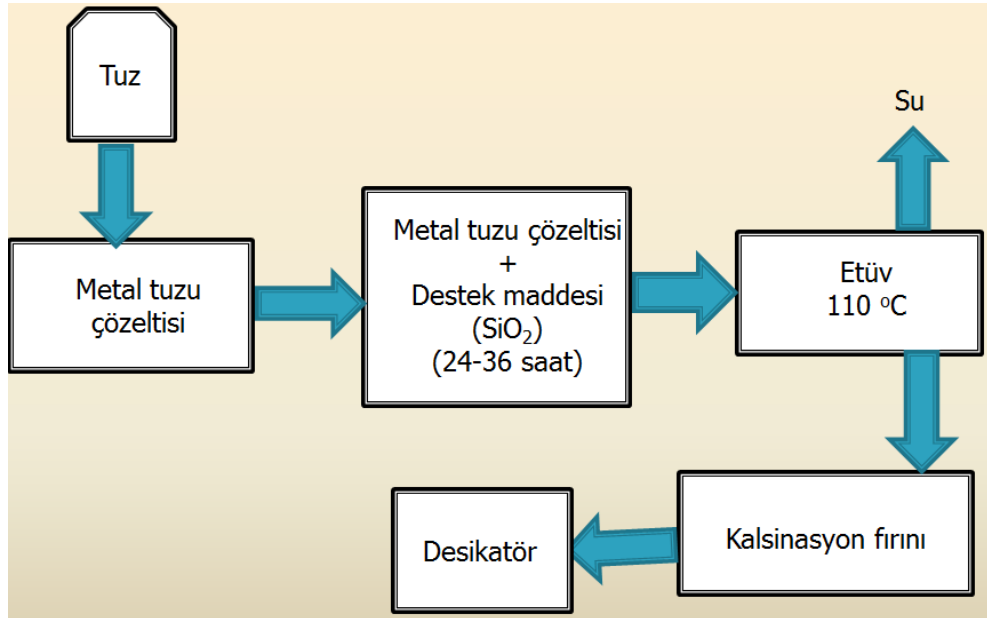 Tuz
Su
Metal tuzu
çözeltisi
Metal tuzu çözeltisi
+
Destek maddesi
(SiO₂)
(24-36 saat)
Etüv
110 ºC
Kalsinasyon fırını
Desikatör